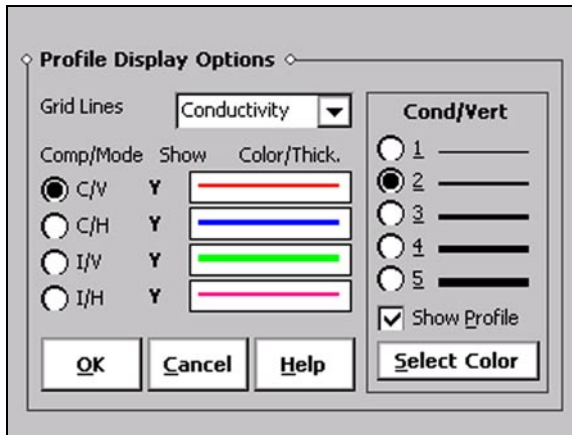 Profile Display Options
Grid Lines Conductivity
Comp/Mode Show Color/Thick.
C/V Y
C/H Y
I/V Y
I/H Y
OK Cancel Help
Cond/Vert
1
2
3
4
5
Show Profile
Select Color